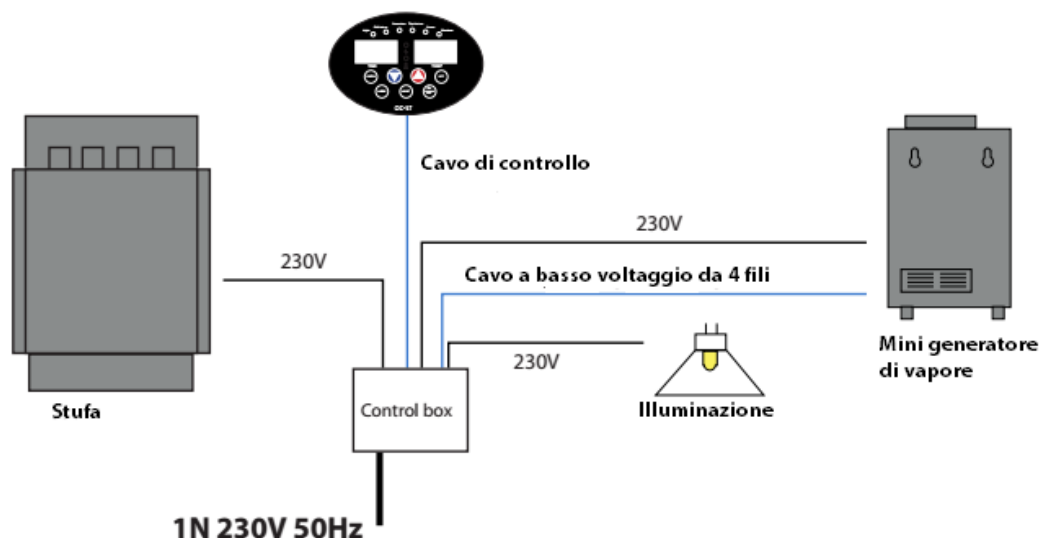 Cavo di controllo
230V
230V
Cavo a basso voltaggio da 4 fili
230V
Mini generatore
di vapore
Stufa
Control box
Illuminazione
1N 230V 50Hz